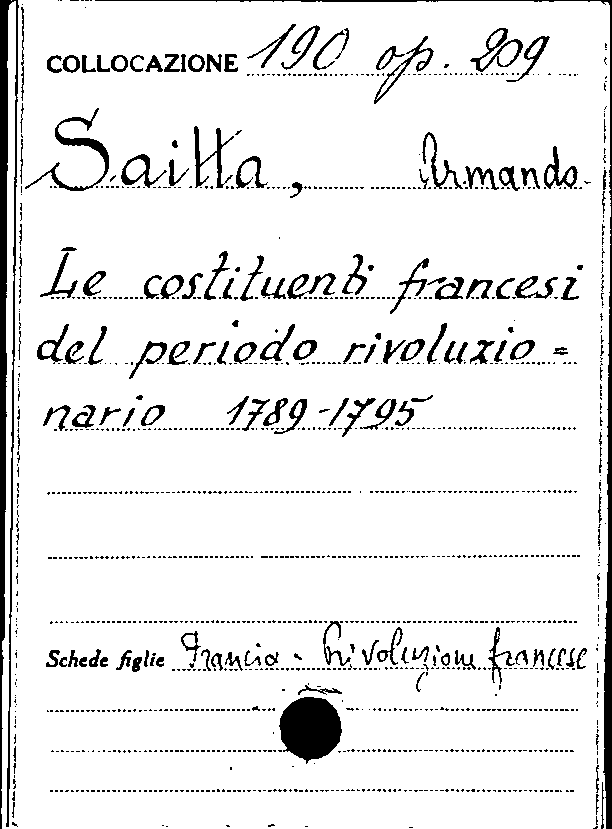 COLLOCAZIONE 190 op. 209
Saitta, Armando
Le costituenti francesi
del periodo rivoluzio=
nario 1789-1795
Schede figlie Francia - Rivoluzione francese